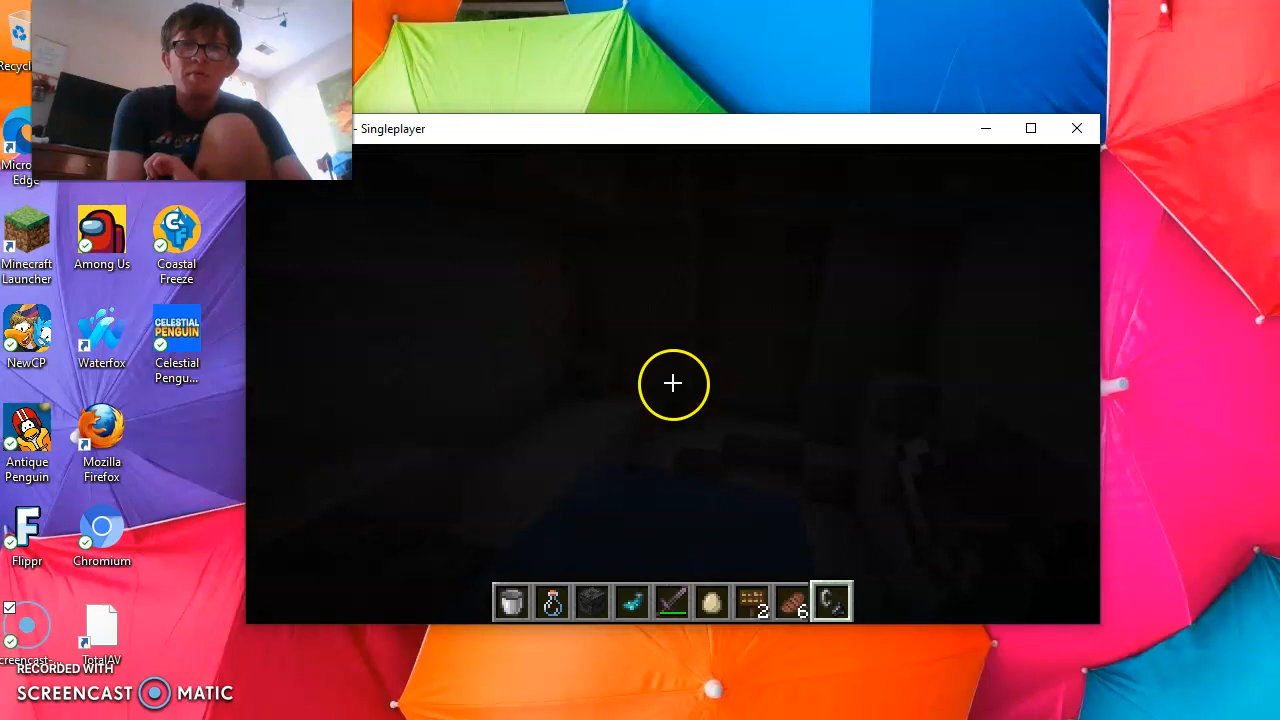 Recycl
- Singleplayer
Micro
Edge
Minecraft
Launcher
Among Us
Coastal
Freeze
NewCP
Waterfox
CELESTIAL
PENGUIN
Celestial
Pengu...
Antique
Penguin
Mozilla
Firefox
Flippr
Chromium
creencast-...
TotalAV
2
6
RECORDED WITH
SCREENCAST MATIC